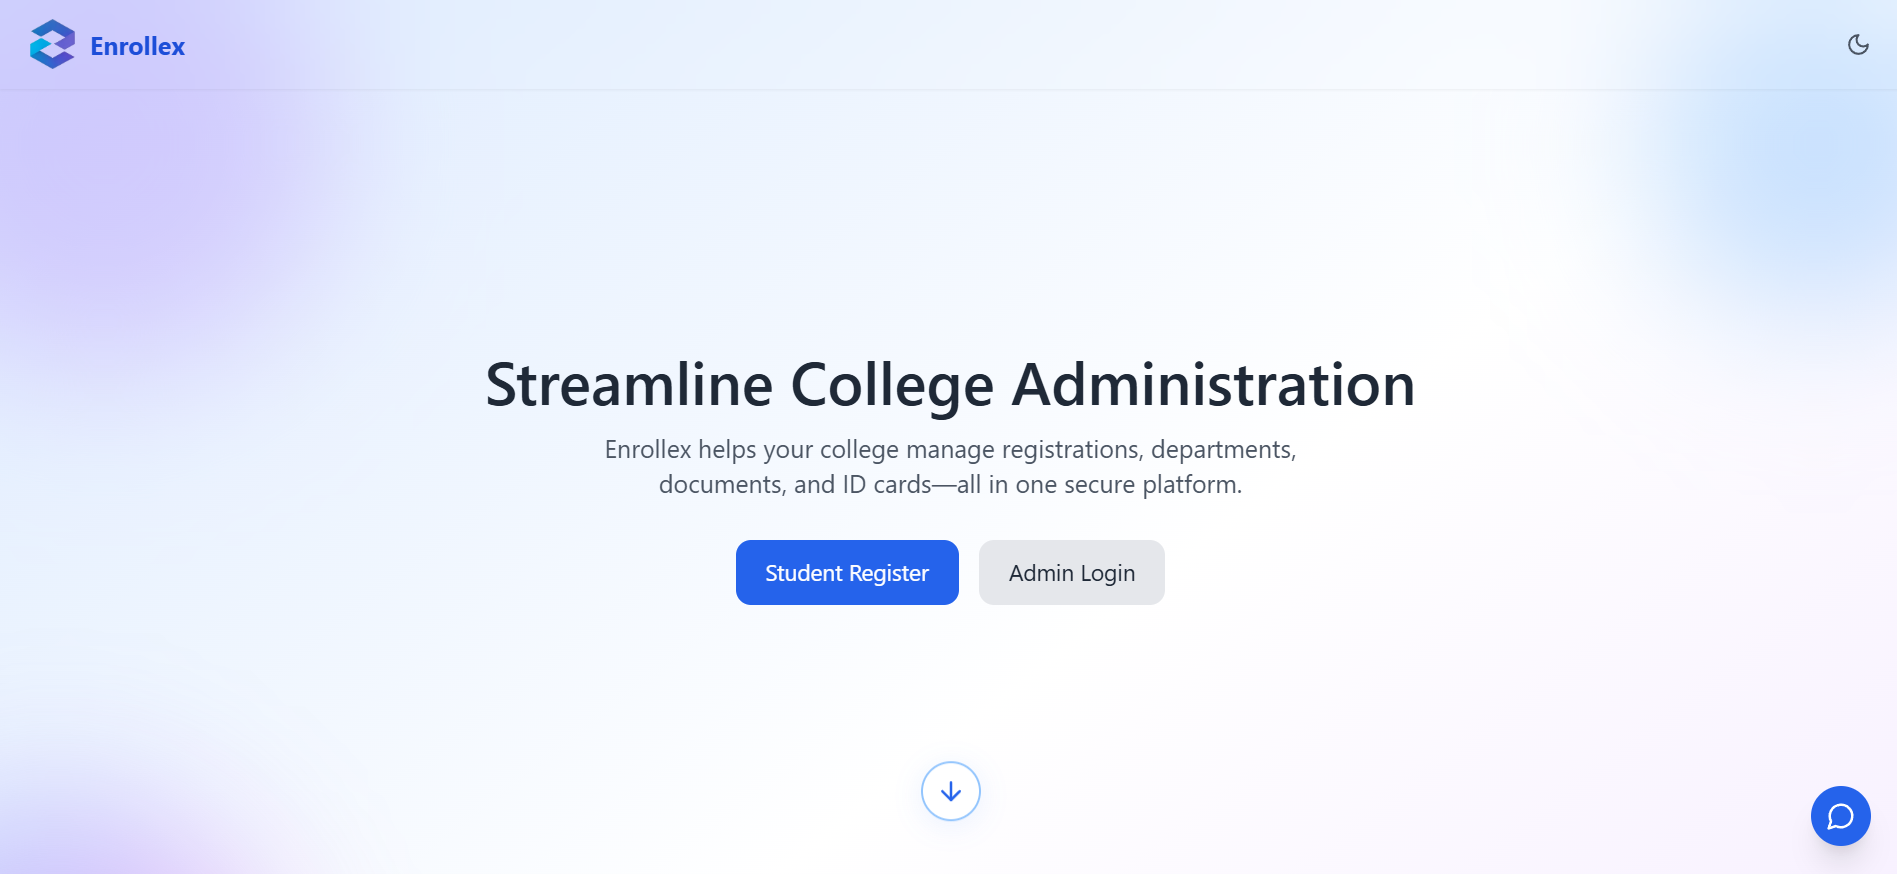 Enrollex
Streamline College Administration
Enrollex helps your college manage registrations, departments,
documents, and ID cards—all in one secure platform.
Student Register
Admin Login